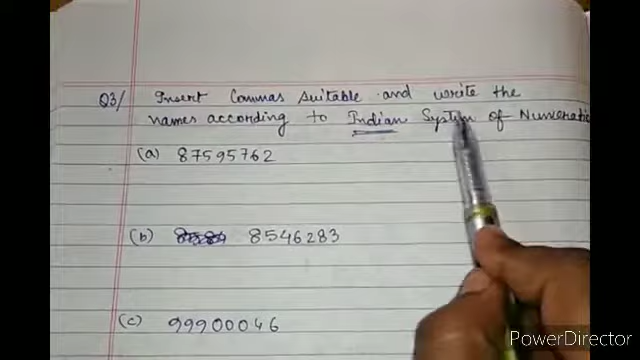 Q3/ Insert Commas suitable and write the
names according to Indian System of Numeratio
(a) 87595762
(b) 8546283
(c) 99900046
PowerDirector